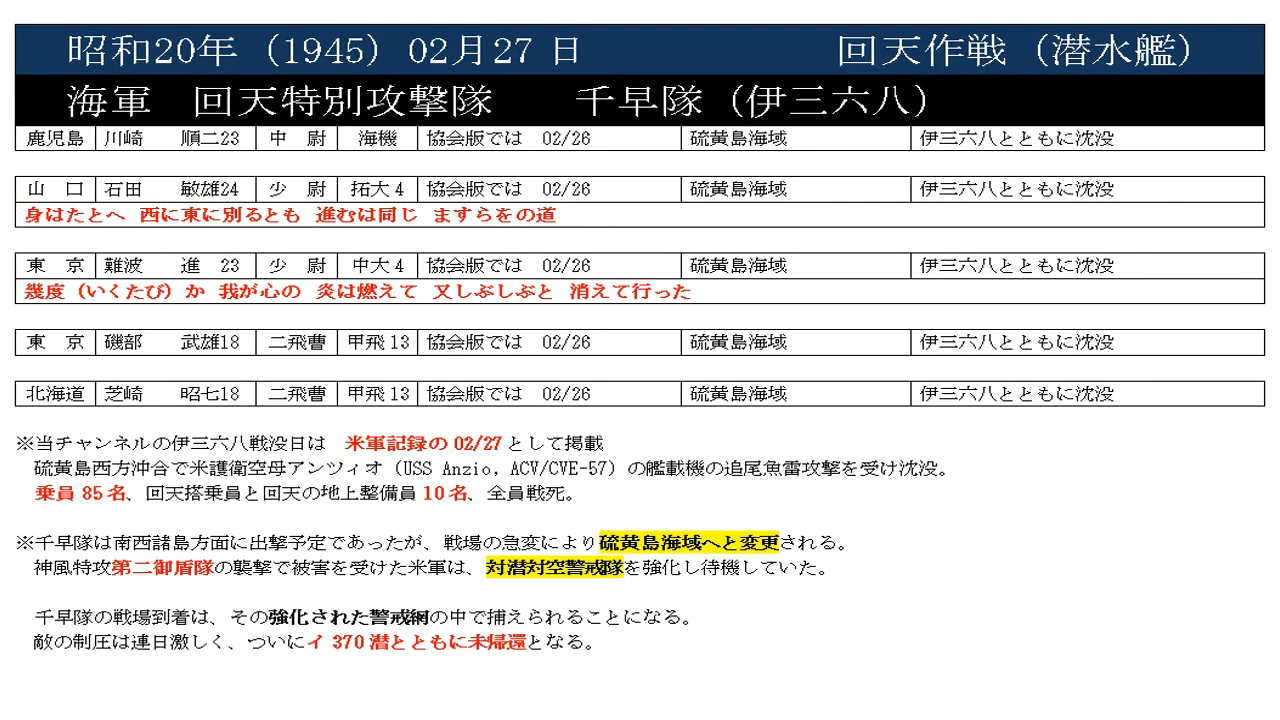 昭和20年（1945）02月27日　回天作戦（潜水艦）
海軍　回天特別攻撃隊　千早隊（伊三六八）
鹿児島　川崎　順二23　中　尉　海機　協会版では　02/26　硫黄島海域　伊三六八とともに沈没
山　口　石田　敏雄24　少　尉　拓大4　協会版では　02/26　硫黄島海域　伊三六八とともに沈没
身はたとへ　西に東に別るとも　進むは同じ　ますらをの道
東　京　難波　進　23　少　尉　中大4　協会版では　02/26　硫黄島海域　伊三六八とともに沈没
幾度（いくたび）か　我が心の　炎は燃えて　又しぶしぶと　消えて行った
東　京　磯部　武雄18　二飛曹　甲飛13　協会版では　02/26　硫黄島海域　伊三六八とともに沈没
北海道　芝崎　昭七18　二飛曹　甲飛13　協会版では　02/26　硫黄島海域　伊三六八とともに沈没
※当チャンネルの伊三六八戦没日は　米軍記録の02/27として掲載
硫黄島西方沖合で米護衛空母アンツィオ（USS Anzio, ACV/CVE-57）の艦載機の追尾魚雷攻撃を受け沈没。
乗員85名、回天搭乗員と回天の地上整備員10名、全員戦死。
※千早隊は南西諸島方面に出撃予定であったが、戦場の急変により硫黄島海域へと変更される。
神風特攻第二御盾隊の襲撃で被害を受けた米軍は、対潜対空警戒隊を強化し待機していた。
千早隊の戦場到着は、その強化された警戒網の中で捕えられることになる。
敵の制圧は連日激しく、ついにイ370潜とともに未帰還となる。